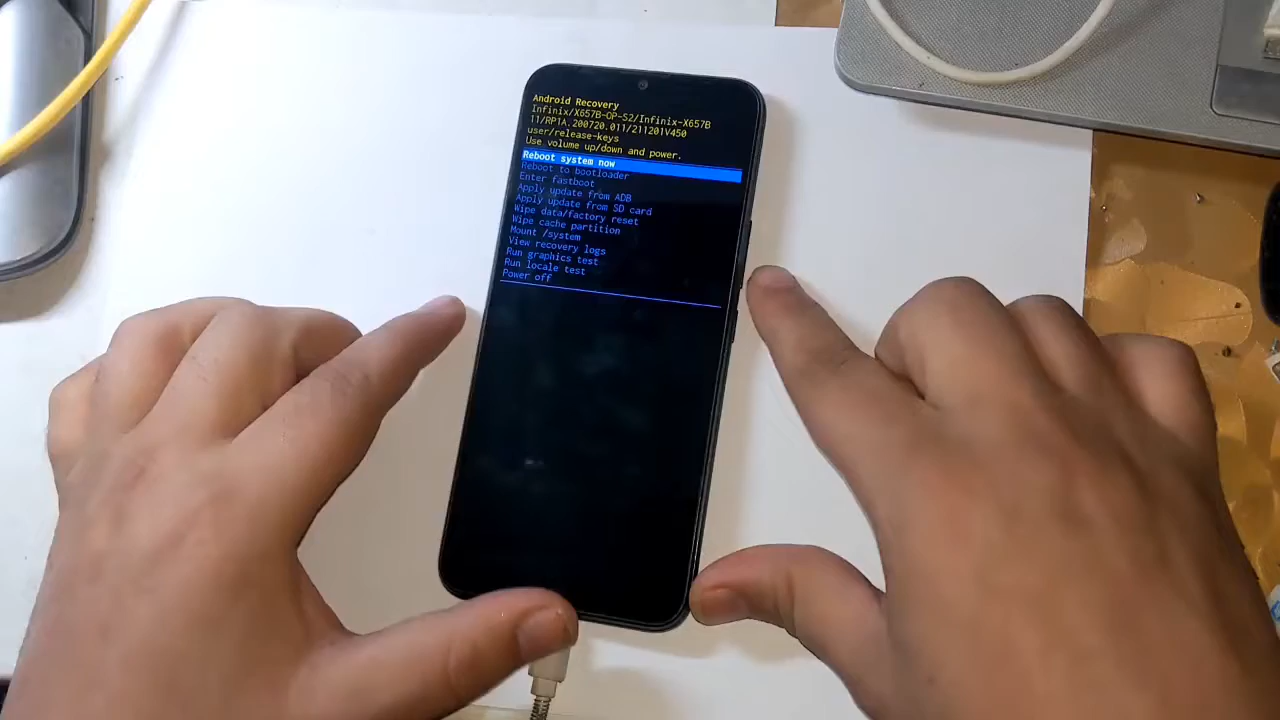 Android Recovery
Infinix/X657B-OP-S2/Infinix-X657B
11/RP1A.200720.011/211201V450
user/release-keys
Use volume up/down and power.
Reboot system now
Reboot to bootloader
Enter fastboot
Apply update from ADB
Apply update from SD card
Wipe data/factory reset
Wipe cache partition
Mount /system
View recovery logs
Run graphics test
Run locale test
Power off